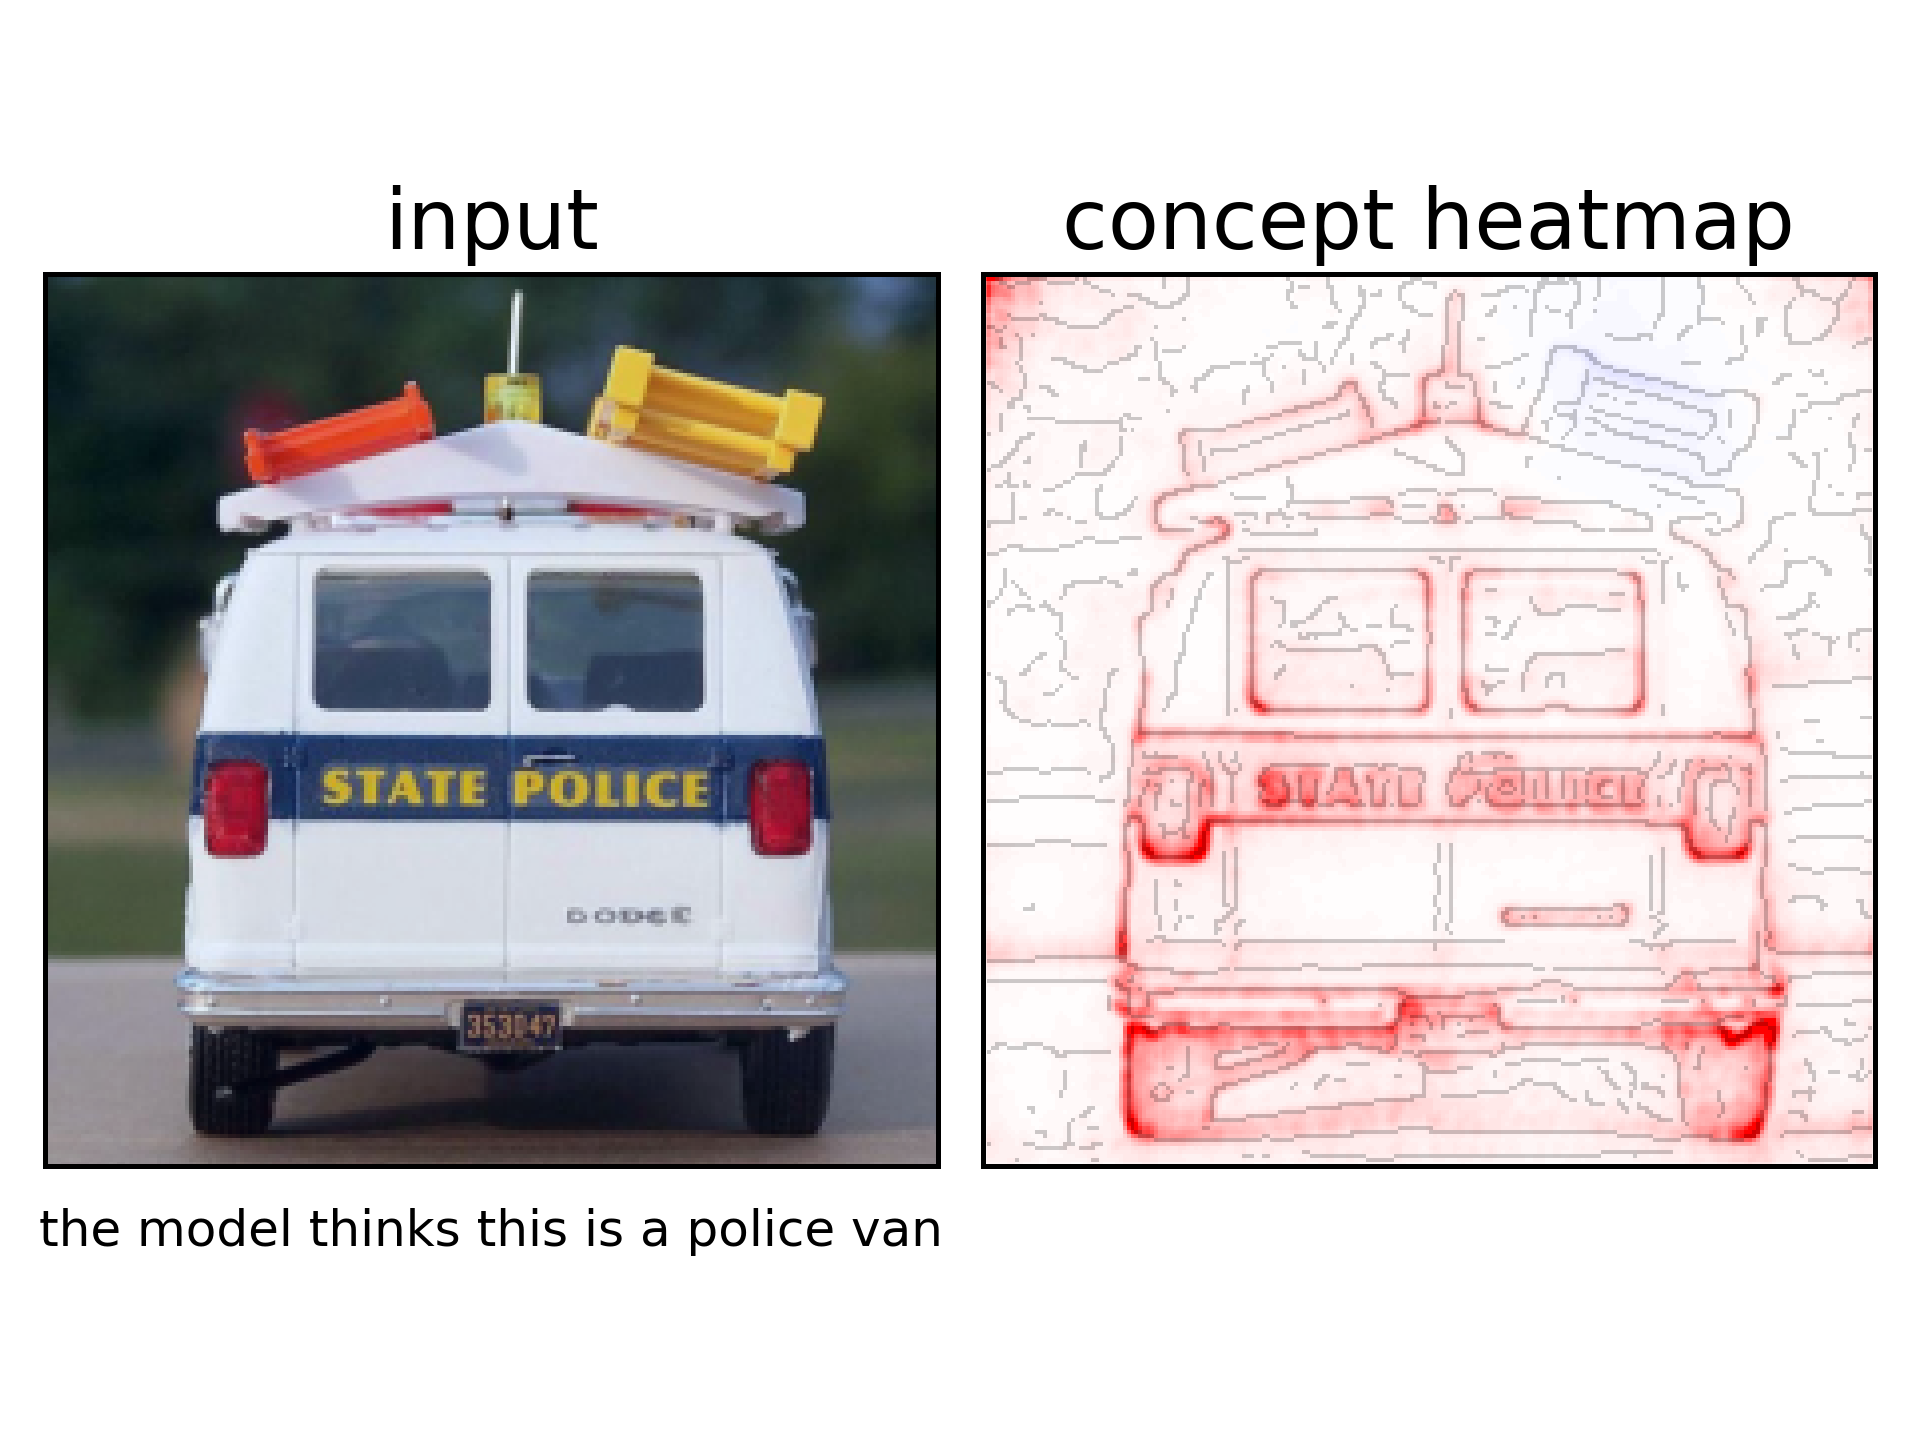 input
concept heatmap
STATE POLICE
DODGE
353047
STATE POLICE
the model thinks this is a police van